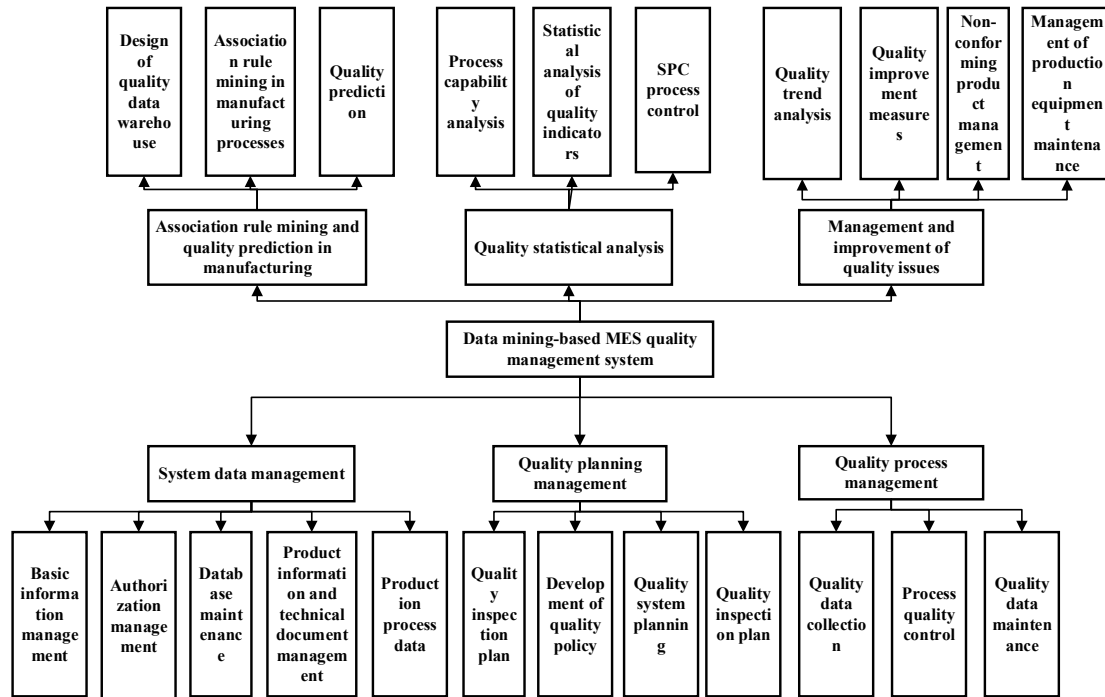 Design
of
quality
data
wareho
use
Associatio
n rule
mining in
manufact
uring
processes
Quality
predicti
on
Process
capabilit
y
analysis
Statistic
al
analysis
of
quality
indicato
rs
SPC
process
control
Quality
trend
analysis
Quality
improve
ment
measure
s
Non-
confor
ming
produ
ct
mana
gemen
t
Managem
ent of
productio
n
equipmen
t
maintena
nce
Association rule mining and
quality prediction in
manufacturing
Quality statistical analysis
Management and
improvement of
quality issues
Data mining-based MES quality
management system
System data management
Quality planning
management
Quality process
management
Basic
informa
tion
manage
ment
Authori
zation
manage
ment
Datab
ase
maint
enanc
e
Product
informati
on and
technical
document
managem
ent
Product
ion
process
data
Qualit
y
inspect
ion
plan
Develop
ment of
quality
policy
Quality
system
plannin
g
Quality
inspecti
on plan
Quality
data
collectio
n
Process
quality
control
Quality
data
mainten
ance